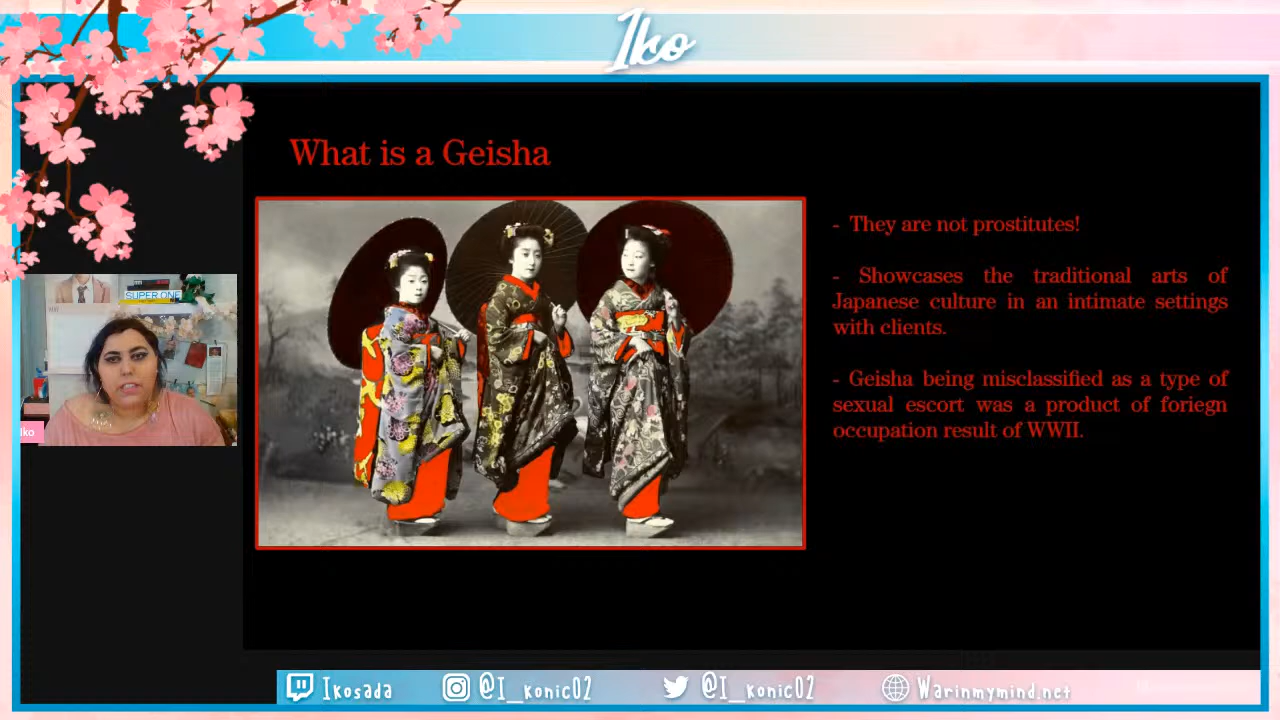 Iko
What is a Geisha
- They are not prostitutes!
- Showcases the traditional arts of
Japanese culture in an intimate settings
with clients.
- Geisha being misclassified as a type of
sexual escort was a product of foriegn
occupation result of WWII.
SUPER ONE
Iko
Ikosada
@I_konic02
@I_konic02
Warinmymind.net